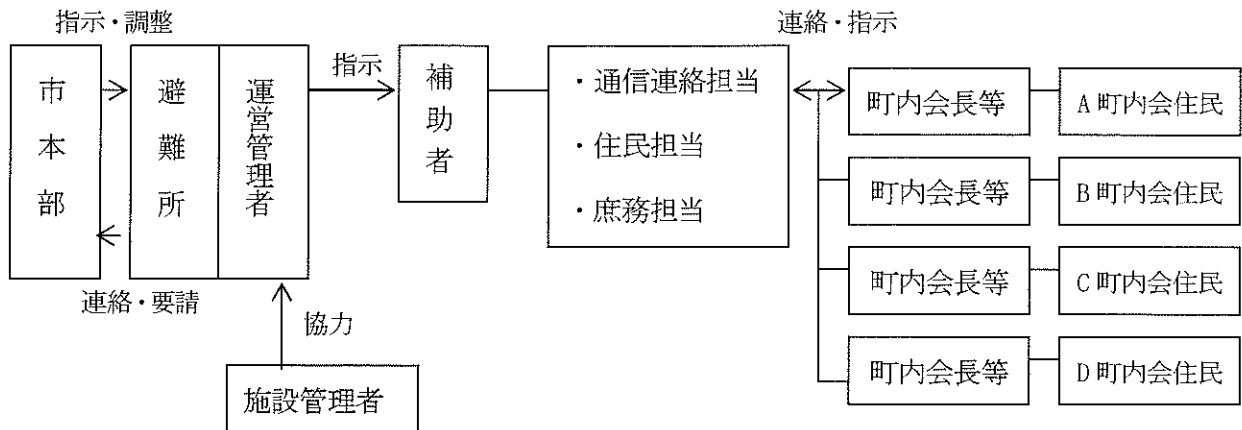 指示・調整
市本部
避難所
運営管理者
連絡・要請
指示
補助者
協力
施設管理者
・通信連絡担当
・住民担当
・庶務担当
連絡・指示
町内会長等
A町内会住民
町内会長等
B町内会住民
町内会長等
C町内会住民
町内会長等
D町内会住民